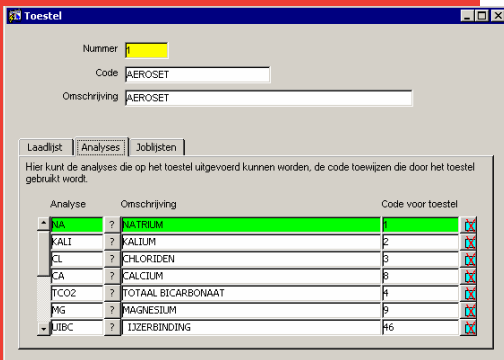 Toestel
Nummer 1
Code AEROSET
Omschrijving AEROSET
Laadlijst Analyses Joblijsten
Hier kunt de analyses die op het toestel uitgevoerd kunnen worden, de code toewijzen die door het toestel
gebruikt wordt.
Analyse Omschrijving Code voor toestel
NA ? NATRIUM 1
KALI ? KALIUM 2
CL ? CHLORIDEN 3
CA ? CALCIUM 8
TCO2 ? TOTAAL BICARBONAAT 4
MG ? MAGNESIUM 9
UIBC ? IJZERBINDING 46